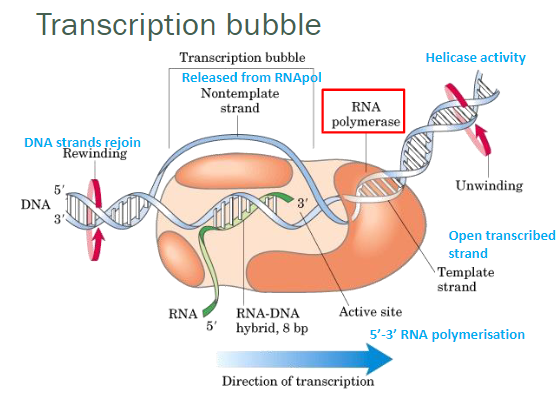 Transcription bubble
Transcription bubble
Released from RNApol
Nontemplate
strand
Helicase activity
RNA
polymerase
DNA strands rejoin
Rewinding
Unwinding
5′
DNA
3′
3′
Open transcribed
strand
Template
strand
RNA
5′
RNA-DNA
hybrid, 8 bp
Active site
5’-3’ RNA polymerisation
Direction of transcription